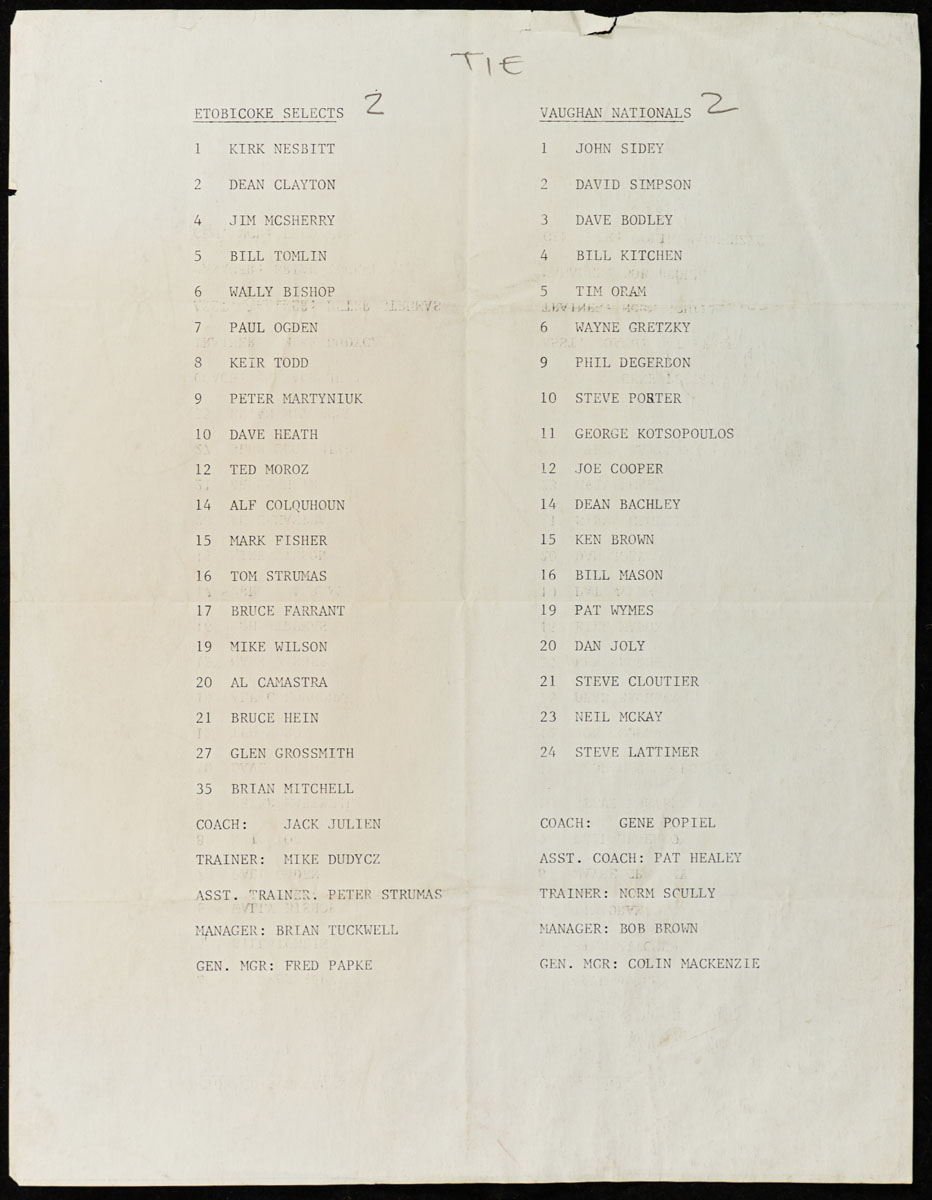 TIE
ETOBICOKE SELECTS 2
1 KIRK NESBITT
2 DEAN CLAYTON
4 JIM MCSHERRY
5 BILL TOMLIN
6 WALLY BISHOP
7 PAUL OGDEN
8 KEIR TODD
9 PETER MARTYNIUK
10 DAVE HEATH
12 TED MOROZ
14 ALF COLQUHOUN
15 MARK FISHER
16 TOM STRUMAS
17 BRUCE FARRANT
19 MIKE WILSON
20 AL CAMASTRA
21 BRUCE HEIN
27 GLEN GROSSMITH
35 BRIAN MITCHELL
COACH: JACK JULIEN
TRAINER: MIKE DUDYCZ
ASST. TRAINER. PETER STRUMAS
MANAGER: BRIAN TUCKWELL
GEN. MGR: FRED PAPKE
VAUGHAN NATIONALS 2
1 JOHN SIDEY
2 DAVID SIMPSON
3 DAVE BODLEY
4 BILL KITCHEN
5 TIM ORAM
6 WAYNE GRETZKY
9 PHIL DEGERBON
10 STEVE PORTER
11 GEORGE KOTSOPOULOS
12 JOE COOPER
14 DEAN BACHLEY
15 KEN BROWN
16 BILL MASON
19 PAT WYMES
20 DAN JOLY
21 STEVE CLOUTIER
23 NEIL MCKAY
24 STEVE LATTIMER
COACH: GENE POPIEL
ASST. COACH: PAT HEALEY
TRAINER: NORM SCULLY
MANAGER: BOB BROWN
GEN. MGR: COLIN MACKENZIE